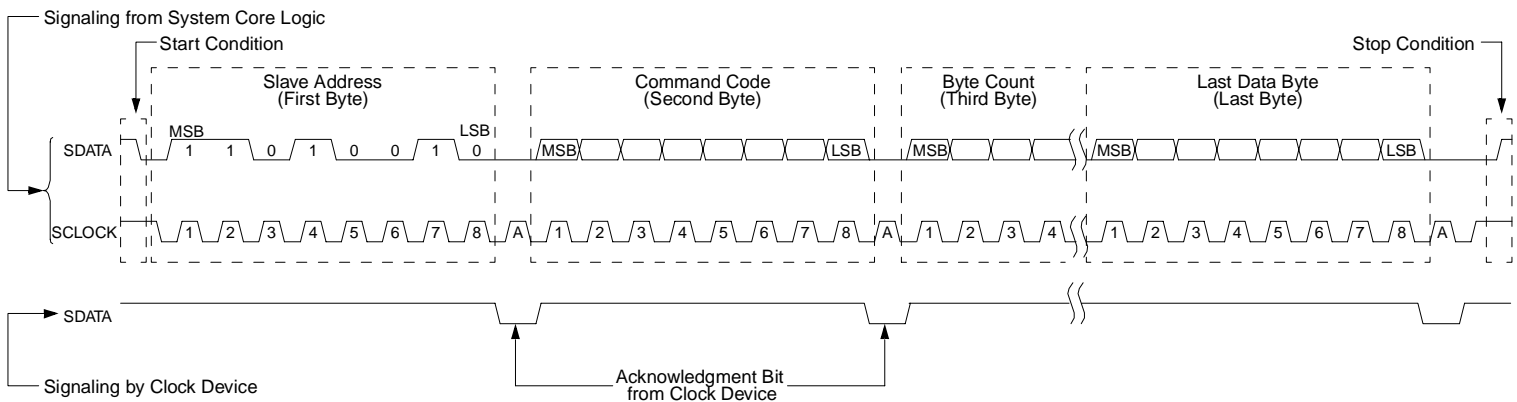 Signaling from System Core Logic
Start Condition
Stop Condition
Slave Address
(First Byte)
Command Code
(Second Byte)
Byte Count
(Third Byte)
Last Data Byte
(Last Byte)
MSB
LSB
SDATA
1 1 0 1 0 0 1 0
MSB
LSB
MSB
MSB
LSB
SCLOCK
1 2 3 4 5 6 7 8 A 1 2 3 4 5 6 7 8 A 1 2 3 4 1 2 3 4 5 6 7 8 A
SDATA
Signaling by Clock Device
Acknowledgment Bit
from Clock Device